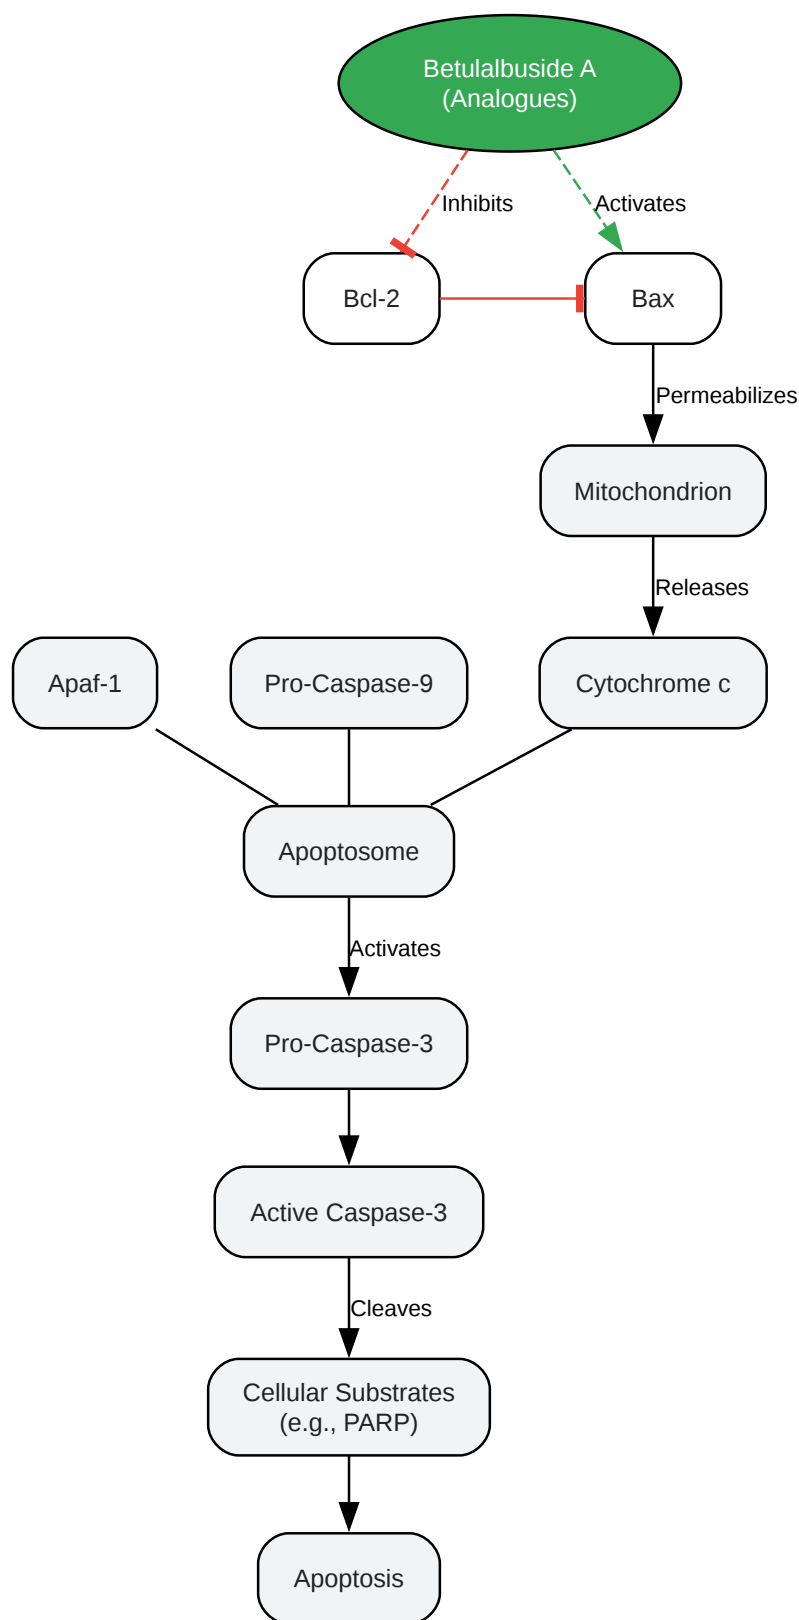 Betulalbuside A
(Analogues)
Inhibits
Activates
Bcl-2
Bax
Permeabilizes
Mitochondrion
Releases
Apaf-1
Pro-Caspase-9
Cytochrome c
Apoptosome
Activates
Pro-Caspase-3
Active Caspase-3
Cleaves
Cellular Substrates
(e.g., PARP)
Apoptosis